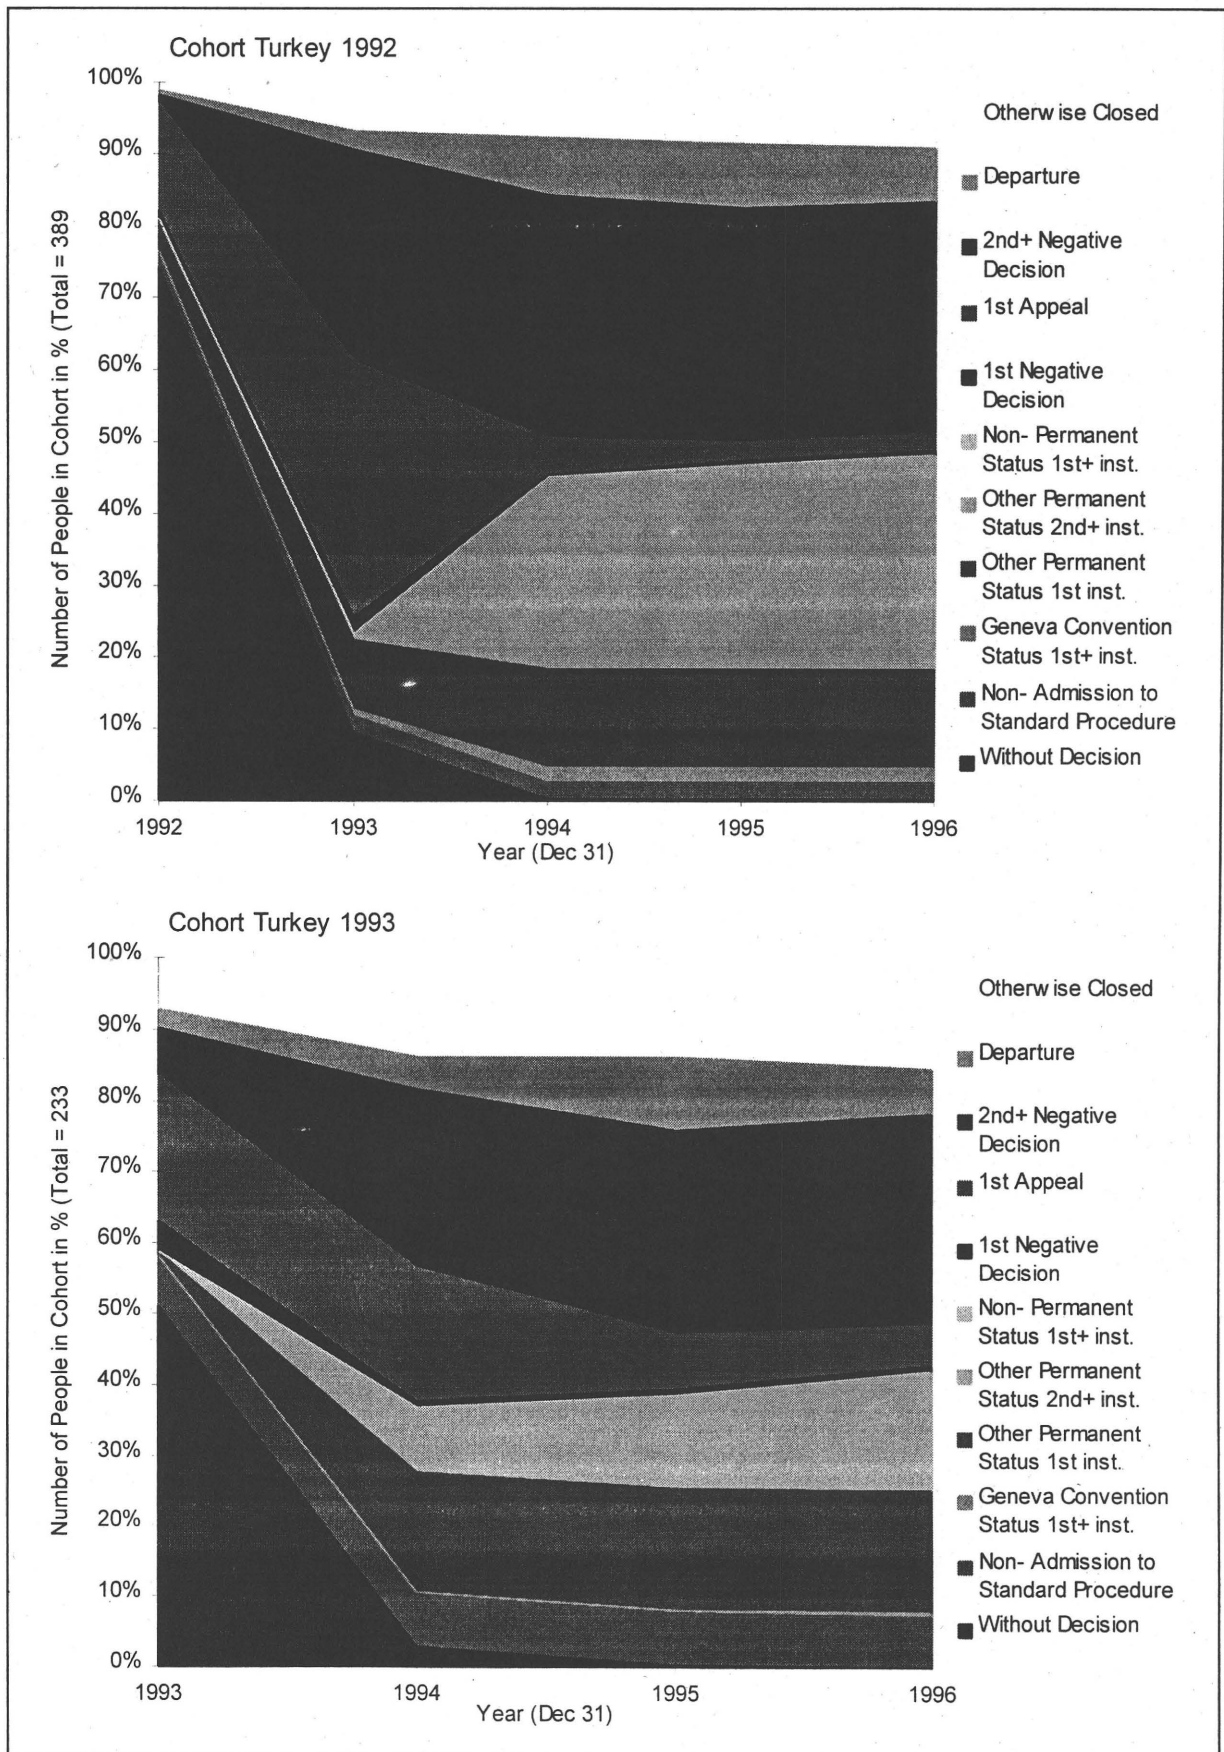 Cohort Turkey 1992
Number of People in Cohort in % (Total = 389
100%
90%
80%
70%
60%
50%
40%
30%
20%
10%
0%
1992
1993
1994
1995
1996
Year (Dec 31)
Otherwise Closed
Departure
2nd+ Negative
Decision
1st Appeal
1st Negative
Decision
Non- Permanent
Status 1st+ inst.
Other Permanent
Status 2nd+ inst.
Other Permanent
Status 1st inst.
Geneva Convention
Status 1st+ inst.
Non- Admission to
Standard Procedure
Without Decision
Cohort Turkey 1993
Number of People in Cohort in % (Total = 233
100%
90%
80%
70%
60%
50%
40%
30%
20%
10%
0%
1993
1994
1995
1996
Year (Dec 31)
Otherwise Closed
Departure
2nd+ Negative
Decision
1st Appeal
1st Negative
Decision
Non- Permanent
Status 1st+ inst.
Other Permanent
Status 2nd+ inst.
Other Permanent
Status 1st inst.
Geneva Convention
Status 1st+ inst.
Non- Admission to
Standard Procedure
Without Decision